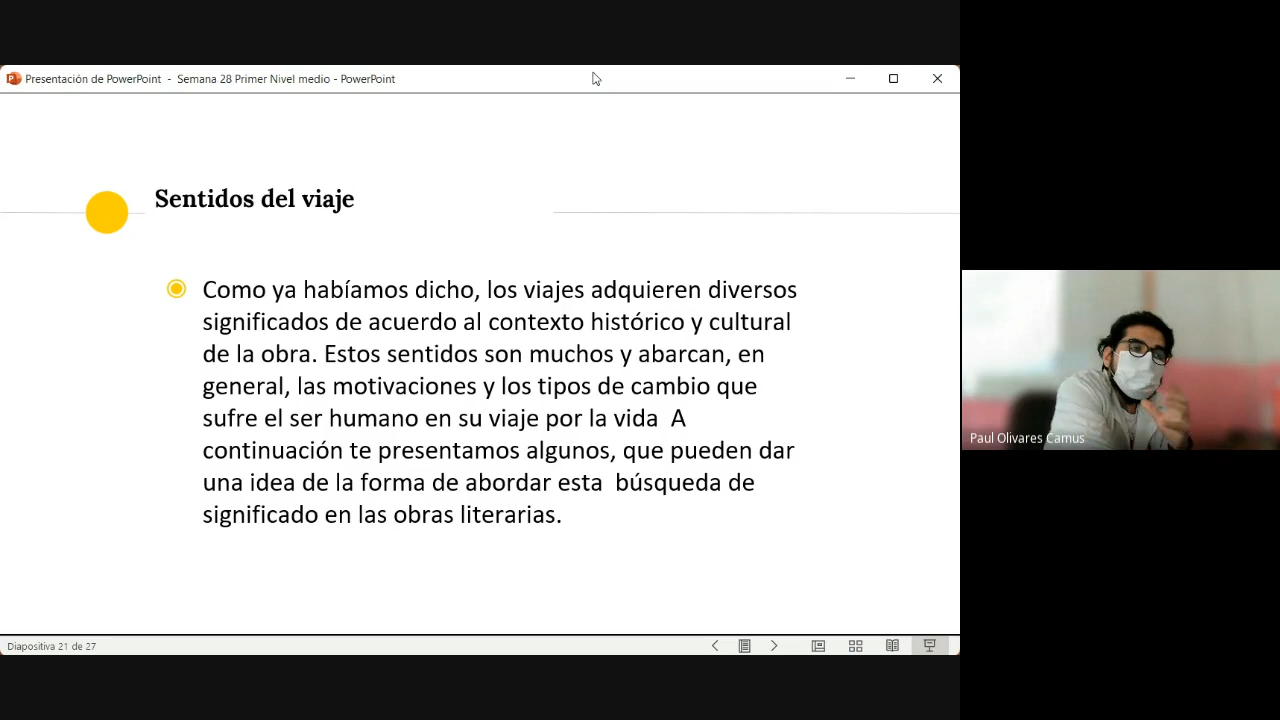 Presentación de PowerPoint - Semana 28 Primer Nivel medio - PowerPoint
Sentidos del viaje
Como ya habíamos dicho, los viajes adquieren diversos
significados de acuerdo al contexto histórico y cultural
de la obra. Estos sentidos son muchos y abarcan, en
general, las motivaciones y los tipos de cambio que
sufre el ser humano en su viaje por la vida  A
continuación te presentamos algunos, que pueden dar
una idea de la forma de abordar esta  búsqueda de
significado en las obras literarias.
Paul Olivares Camus
Diapositiva 21 de 27